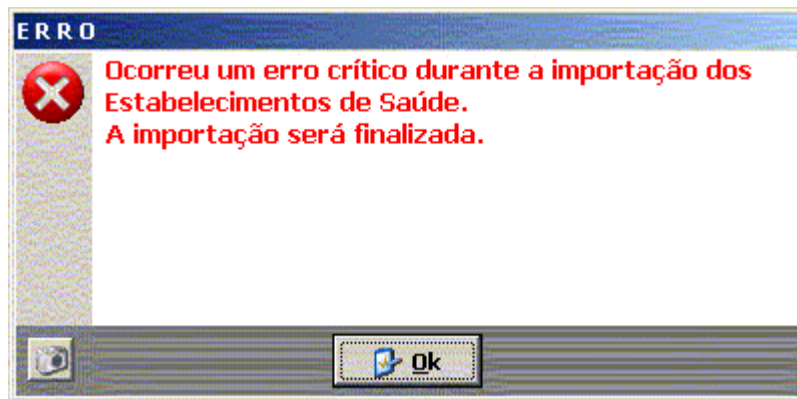 ERRO
Ocorreu um erro crítico durante a importação dos
Estabelecimentos de Saúde.
A importação será finalizada.
Ok